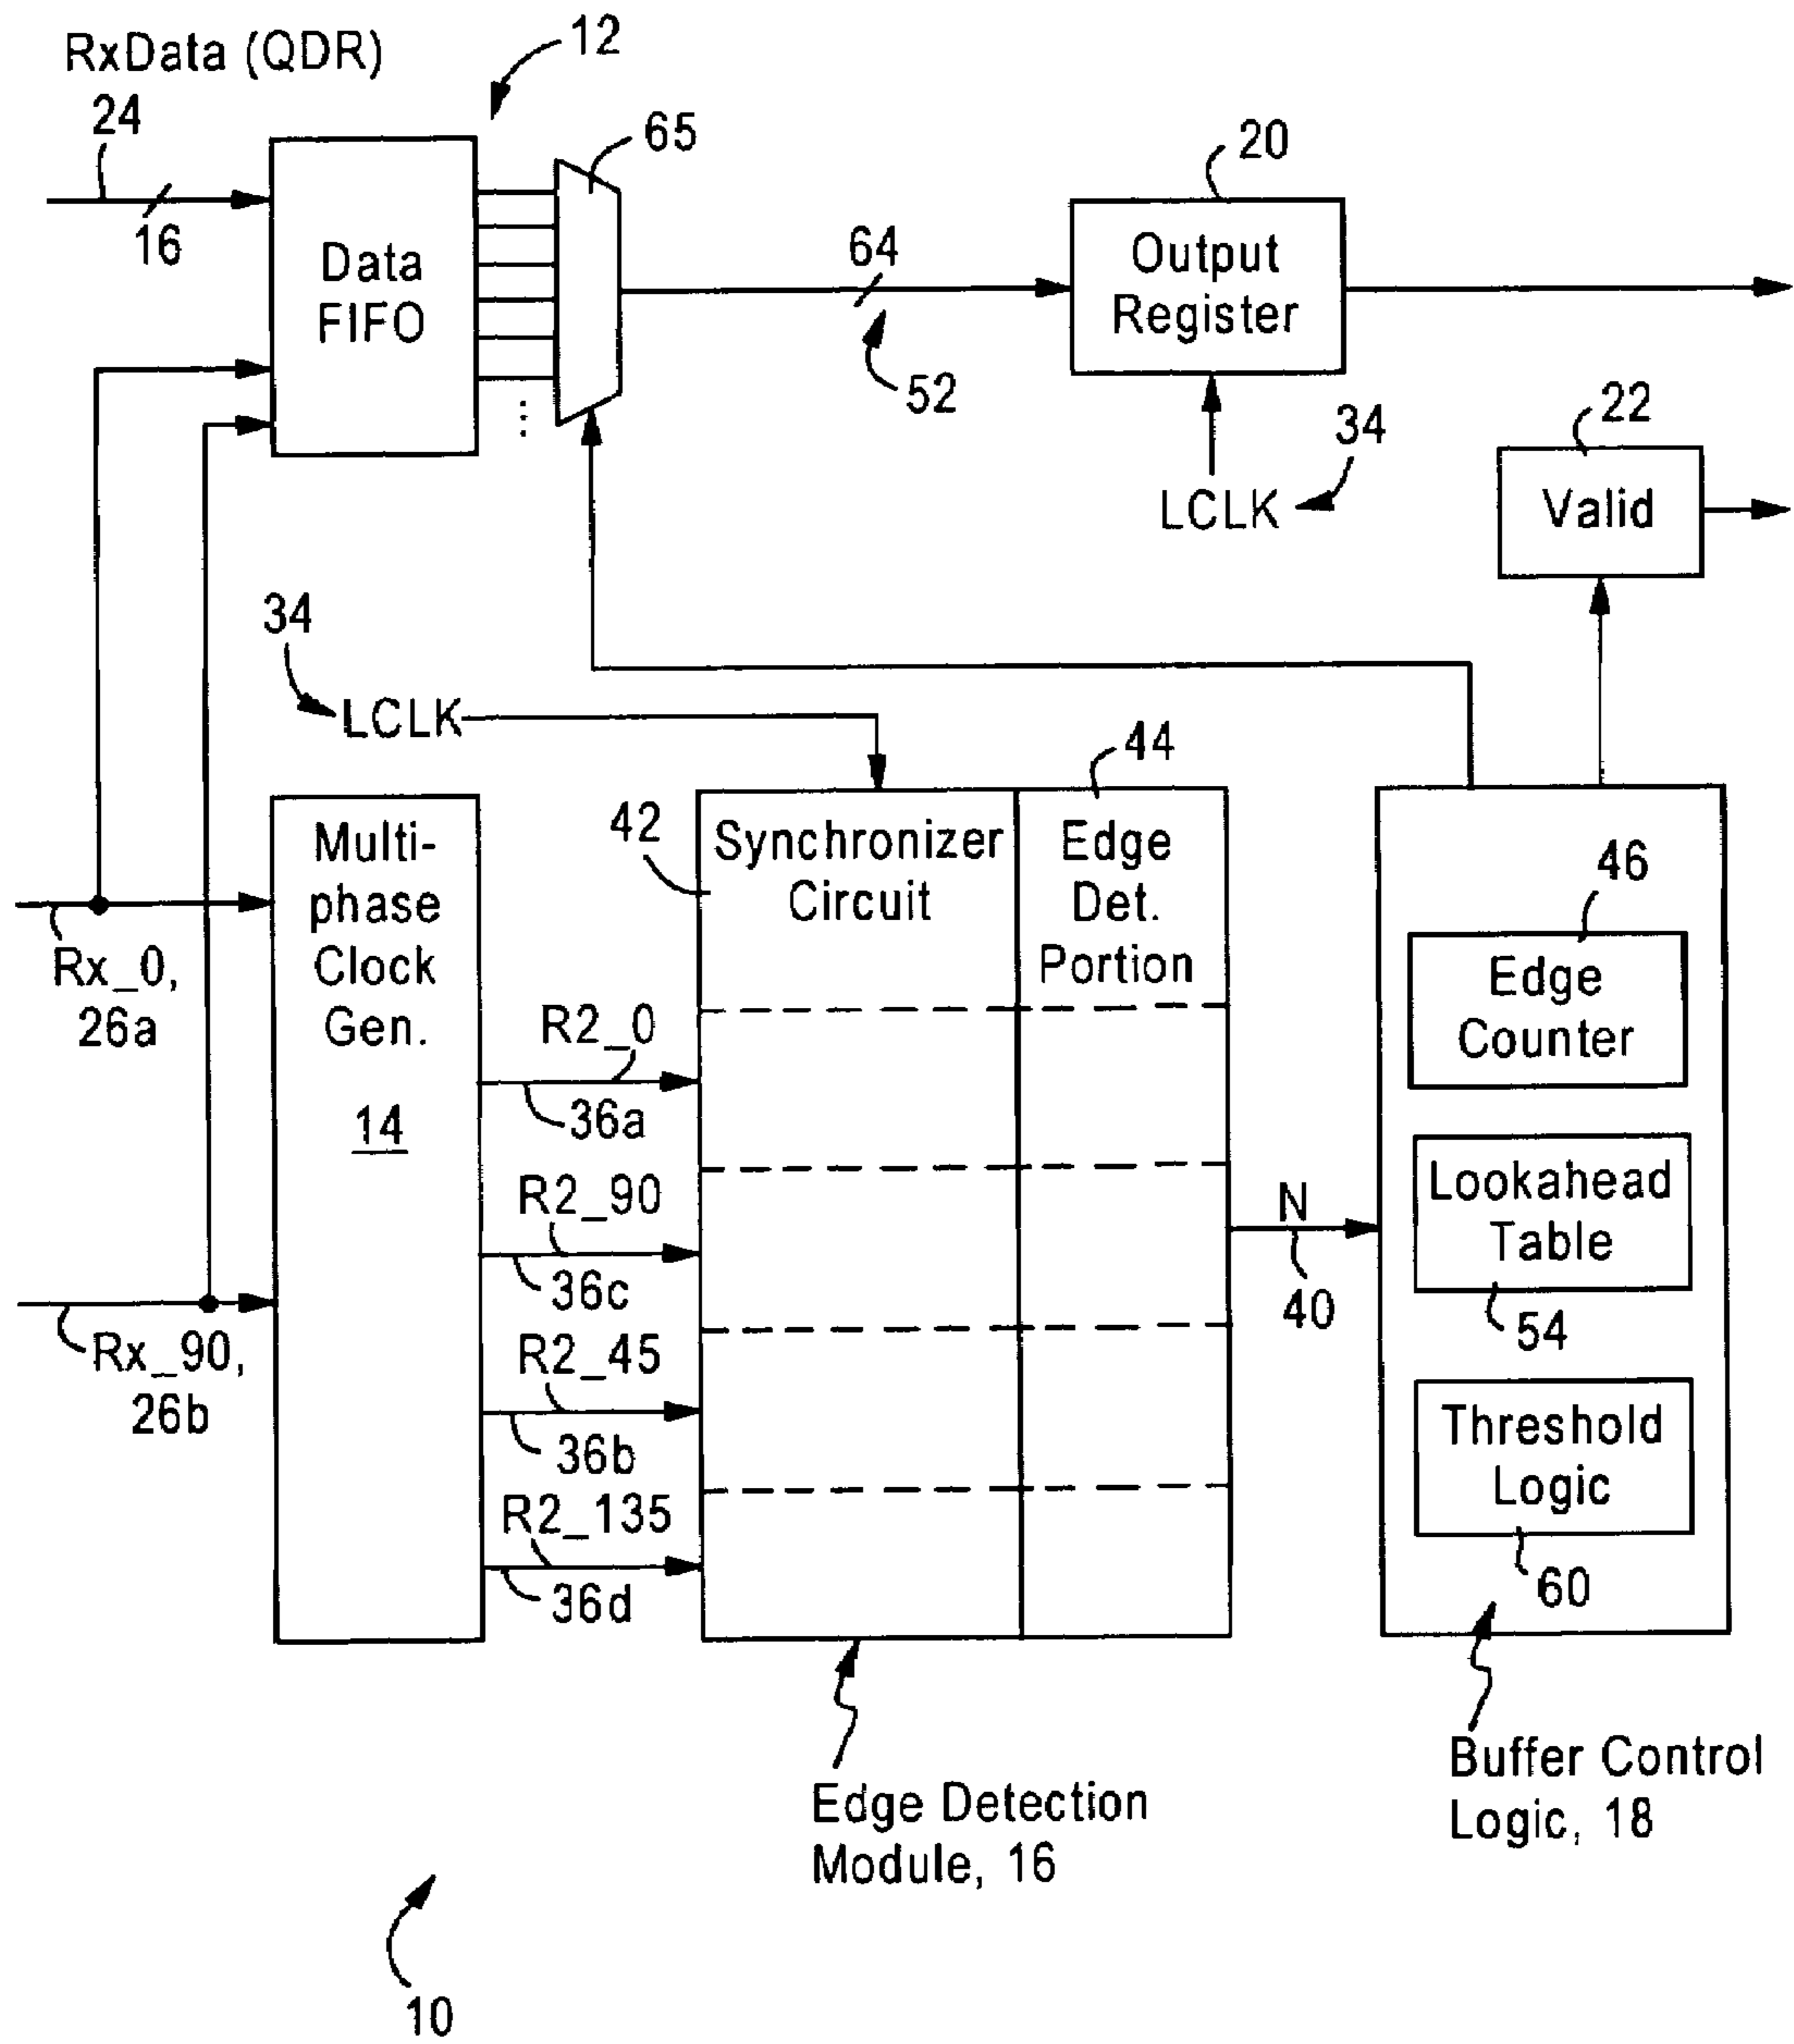 RxData (QDR)
12
24
65
20
16
Data
FIFO
64
Output
Register
52
34
22
LCLK
Valid
34
LCLK
44
42
Multi-
phase
Clock
Gen.
14
Synchronizer
Circuit
Edge
Det.
Portion
46
Edge
Counter
Rx_0,
26a
R2_0
36a
R2_90
36c
N
40
Lookahead
Table
54
Rx_90,
26b
R2_45
36b
R2_135
36d
Threshold
Logic
60
Edge Detection
Module, 16
Buffer Control
Logic, 18
10